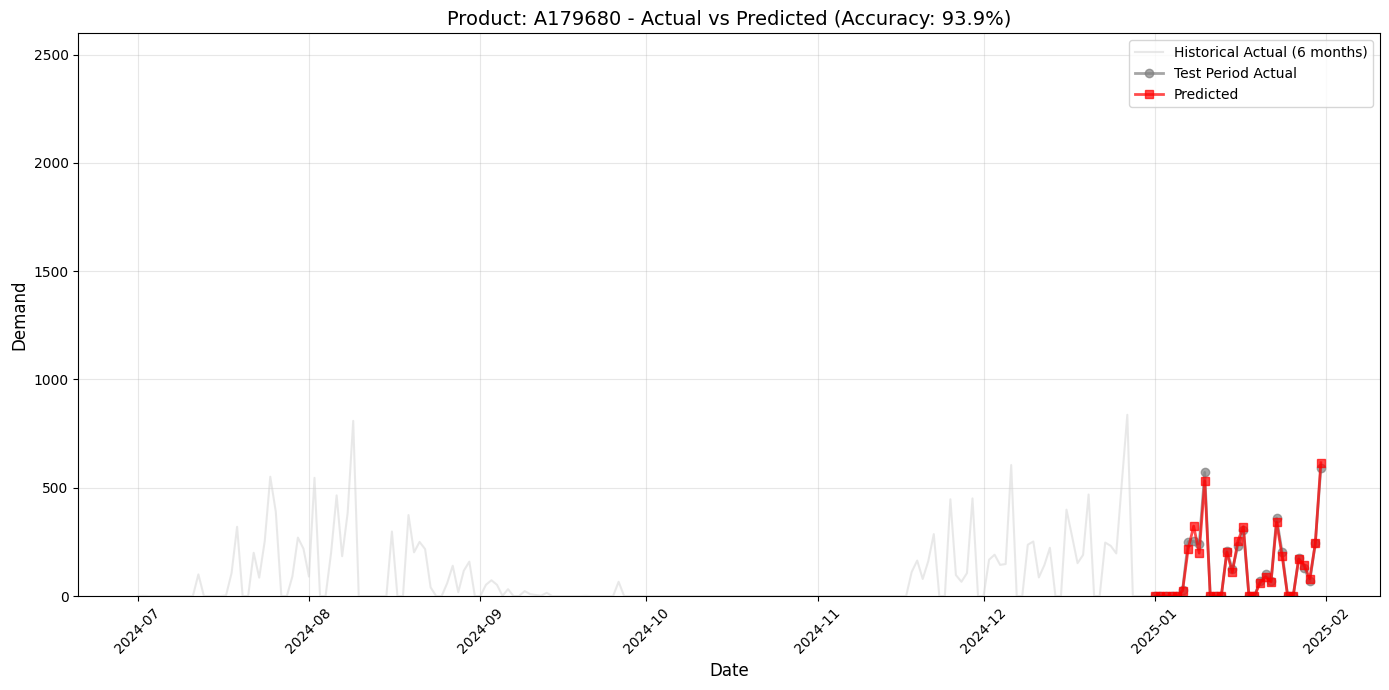 Product: A179680 - Actual vs Predicted (Accuracy: 93.9%)
Historical Actual (6 months)
Test Period Actual
Predicted
Demand
2500
2000
1500
1000
500
0
2024-07
2024-08
2024-09
2024-10
2024-11
2024-12
2025-01
2025-02
Date